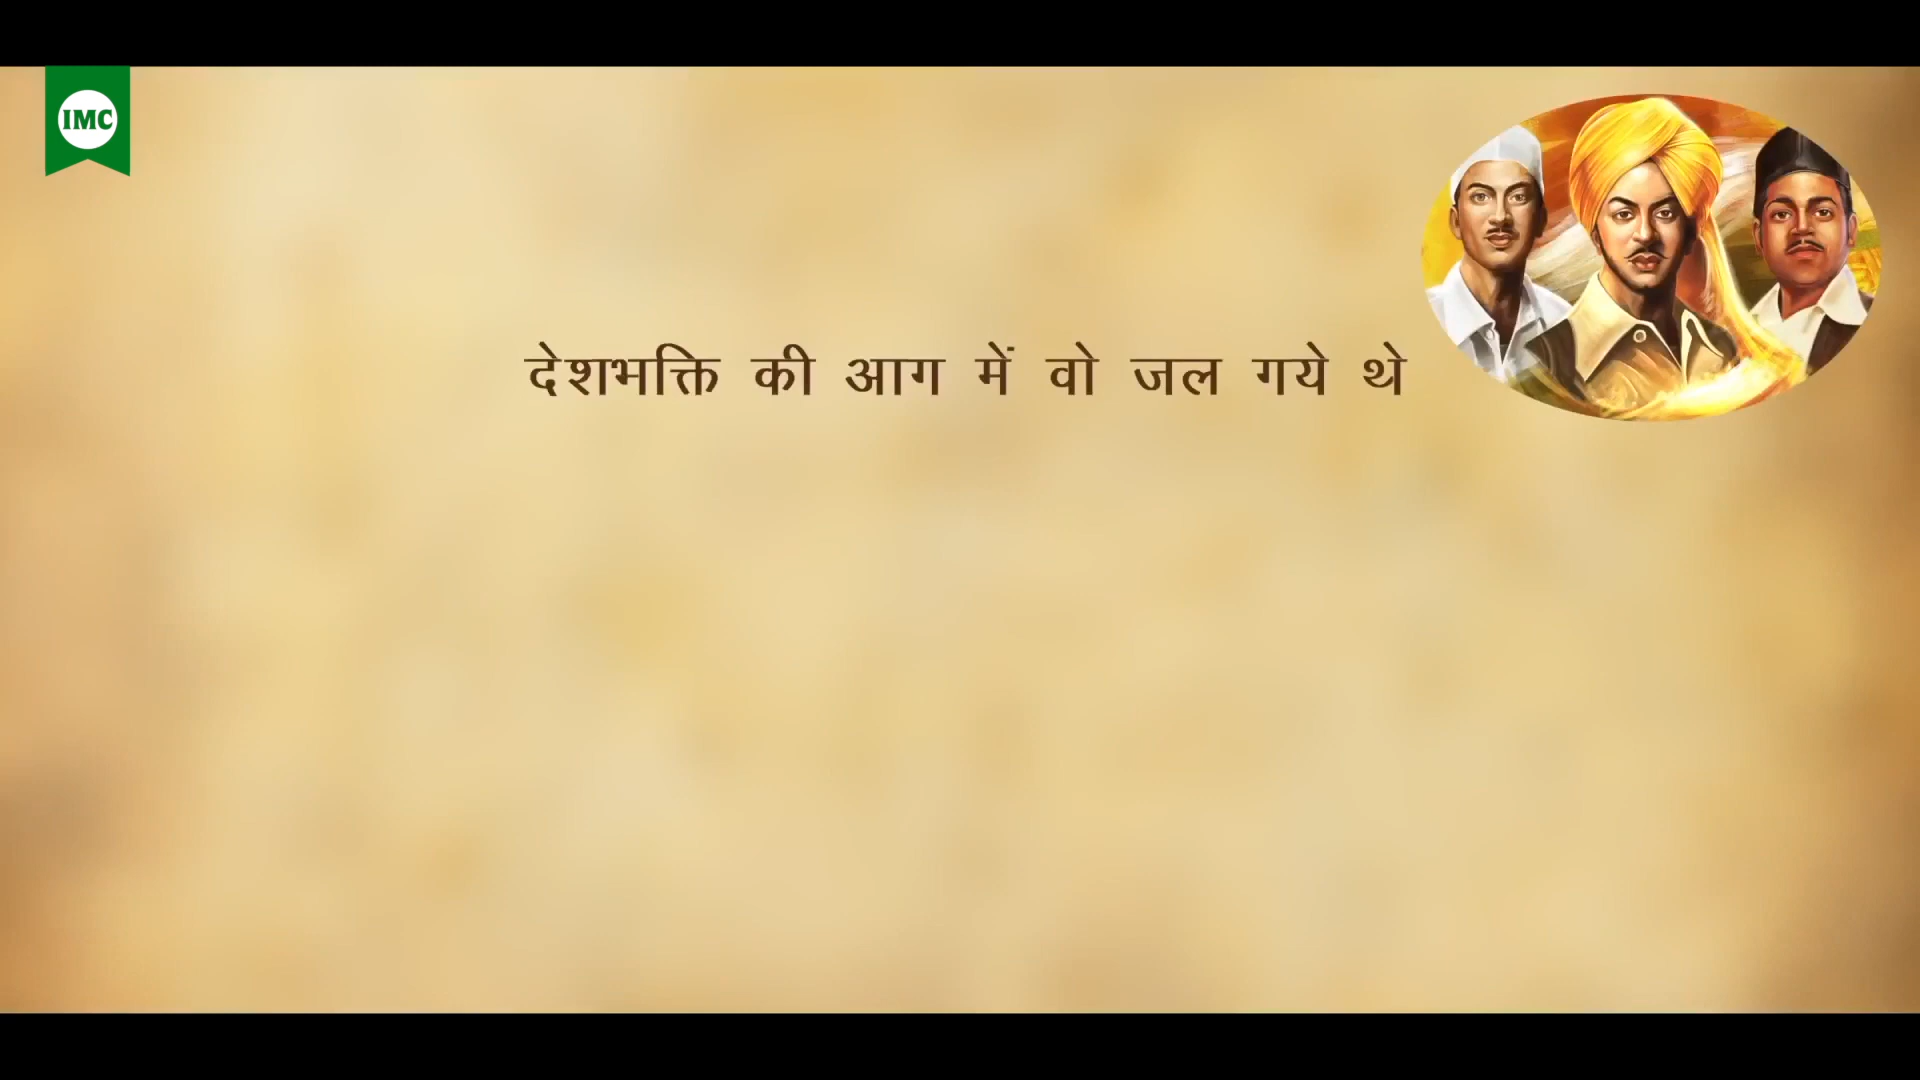 IMC
देशभक्ति की आग में वो जल गये थे